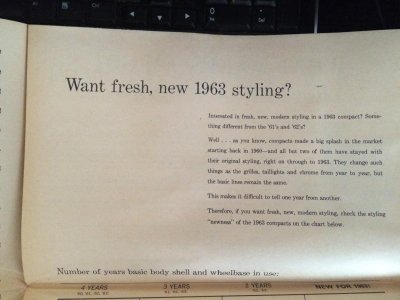 Want fresh, new 1963 styling?
Interested in fresh, new, modern styling in a 1963 compact? Some-
thing different from the '61's and '62's?
Well . . . as you know, compacts made a big splash in the market
starting back in 1960—and all but two of them have stayed with
their original styling, right on through to 1963. They change such
things as the grilles, taillights and chrome from year to year, but
the basic lines remain the same.
This makes it difficult to tell one year from another.
Therefore, if you want fresh, new, modern styling, check the styling
"newness" of the 1963 compacts on the chart below.
Number of years basic body shell and wheelbase in use:
4 YEARS 3 YEARS 2 YEARS NEW FOR 1963!